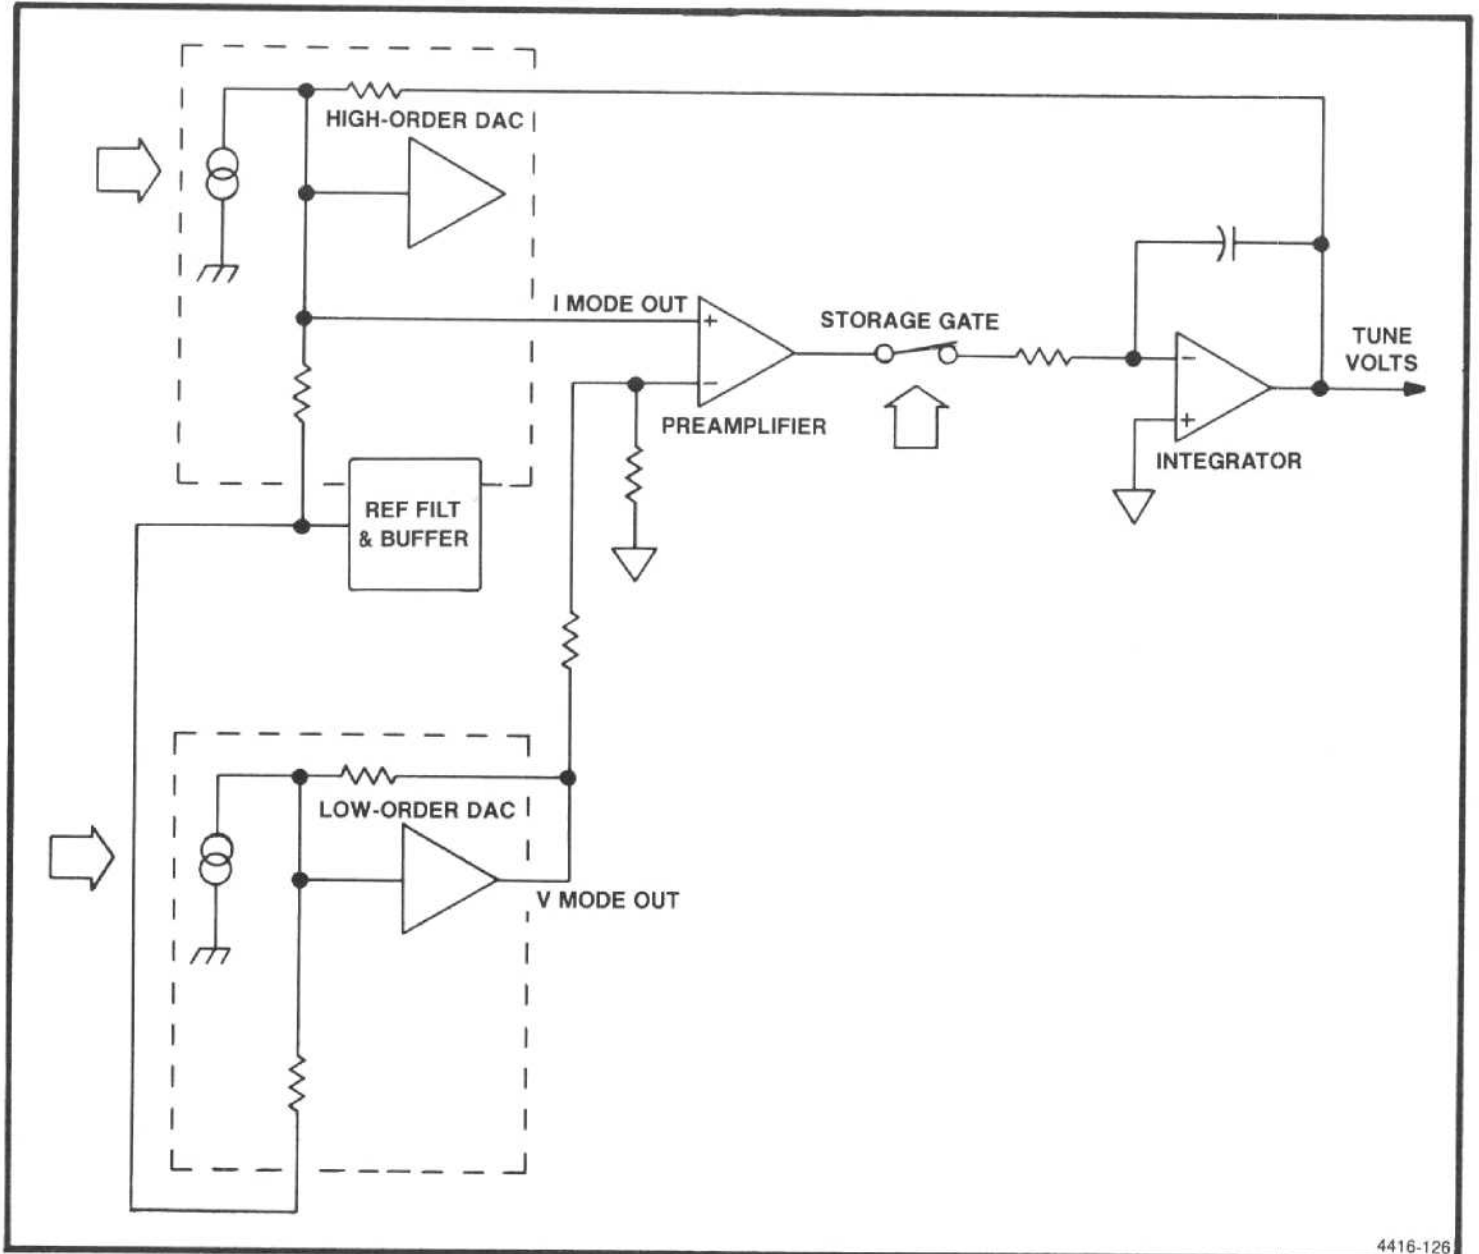 HIGH-ORDER DAC
I MODE OUT
+
−
PREAMPLIFIER
STORAGE GATE
−
+
INTEGRATOR
TUNE
VOLTS
REF FILT
& BUFFER
LOW-ORDER DAC
V MODE OUT
4416-126